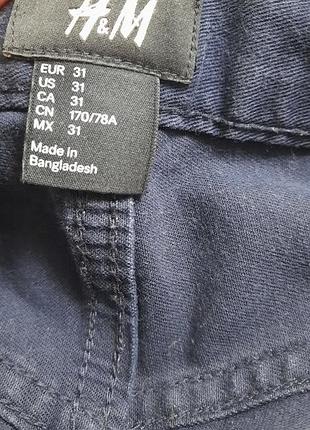 H&M
EUR 31
US 31
CA 31
CN 170/78A
MX 31
Made in
Bangladesh